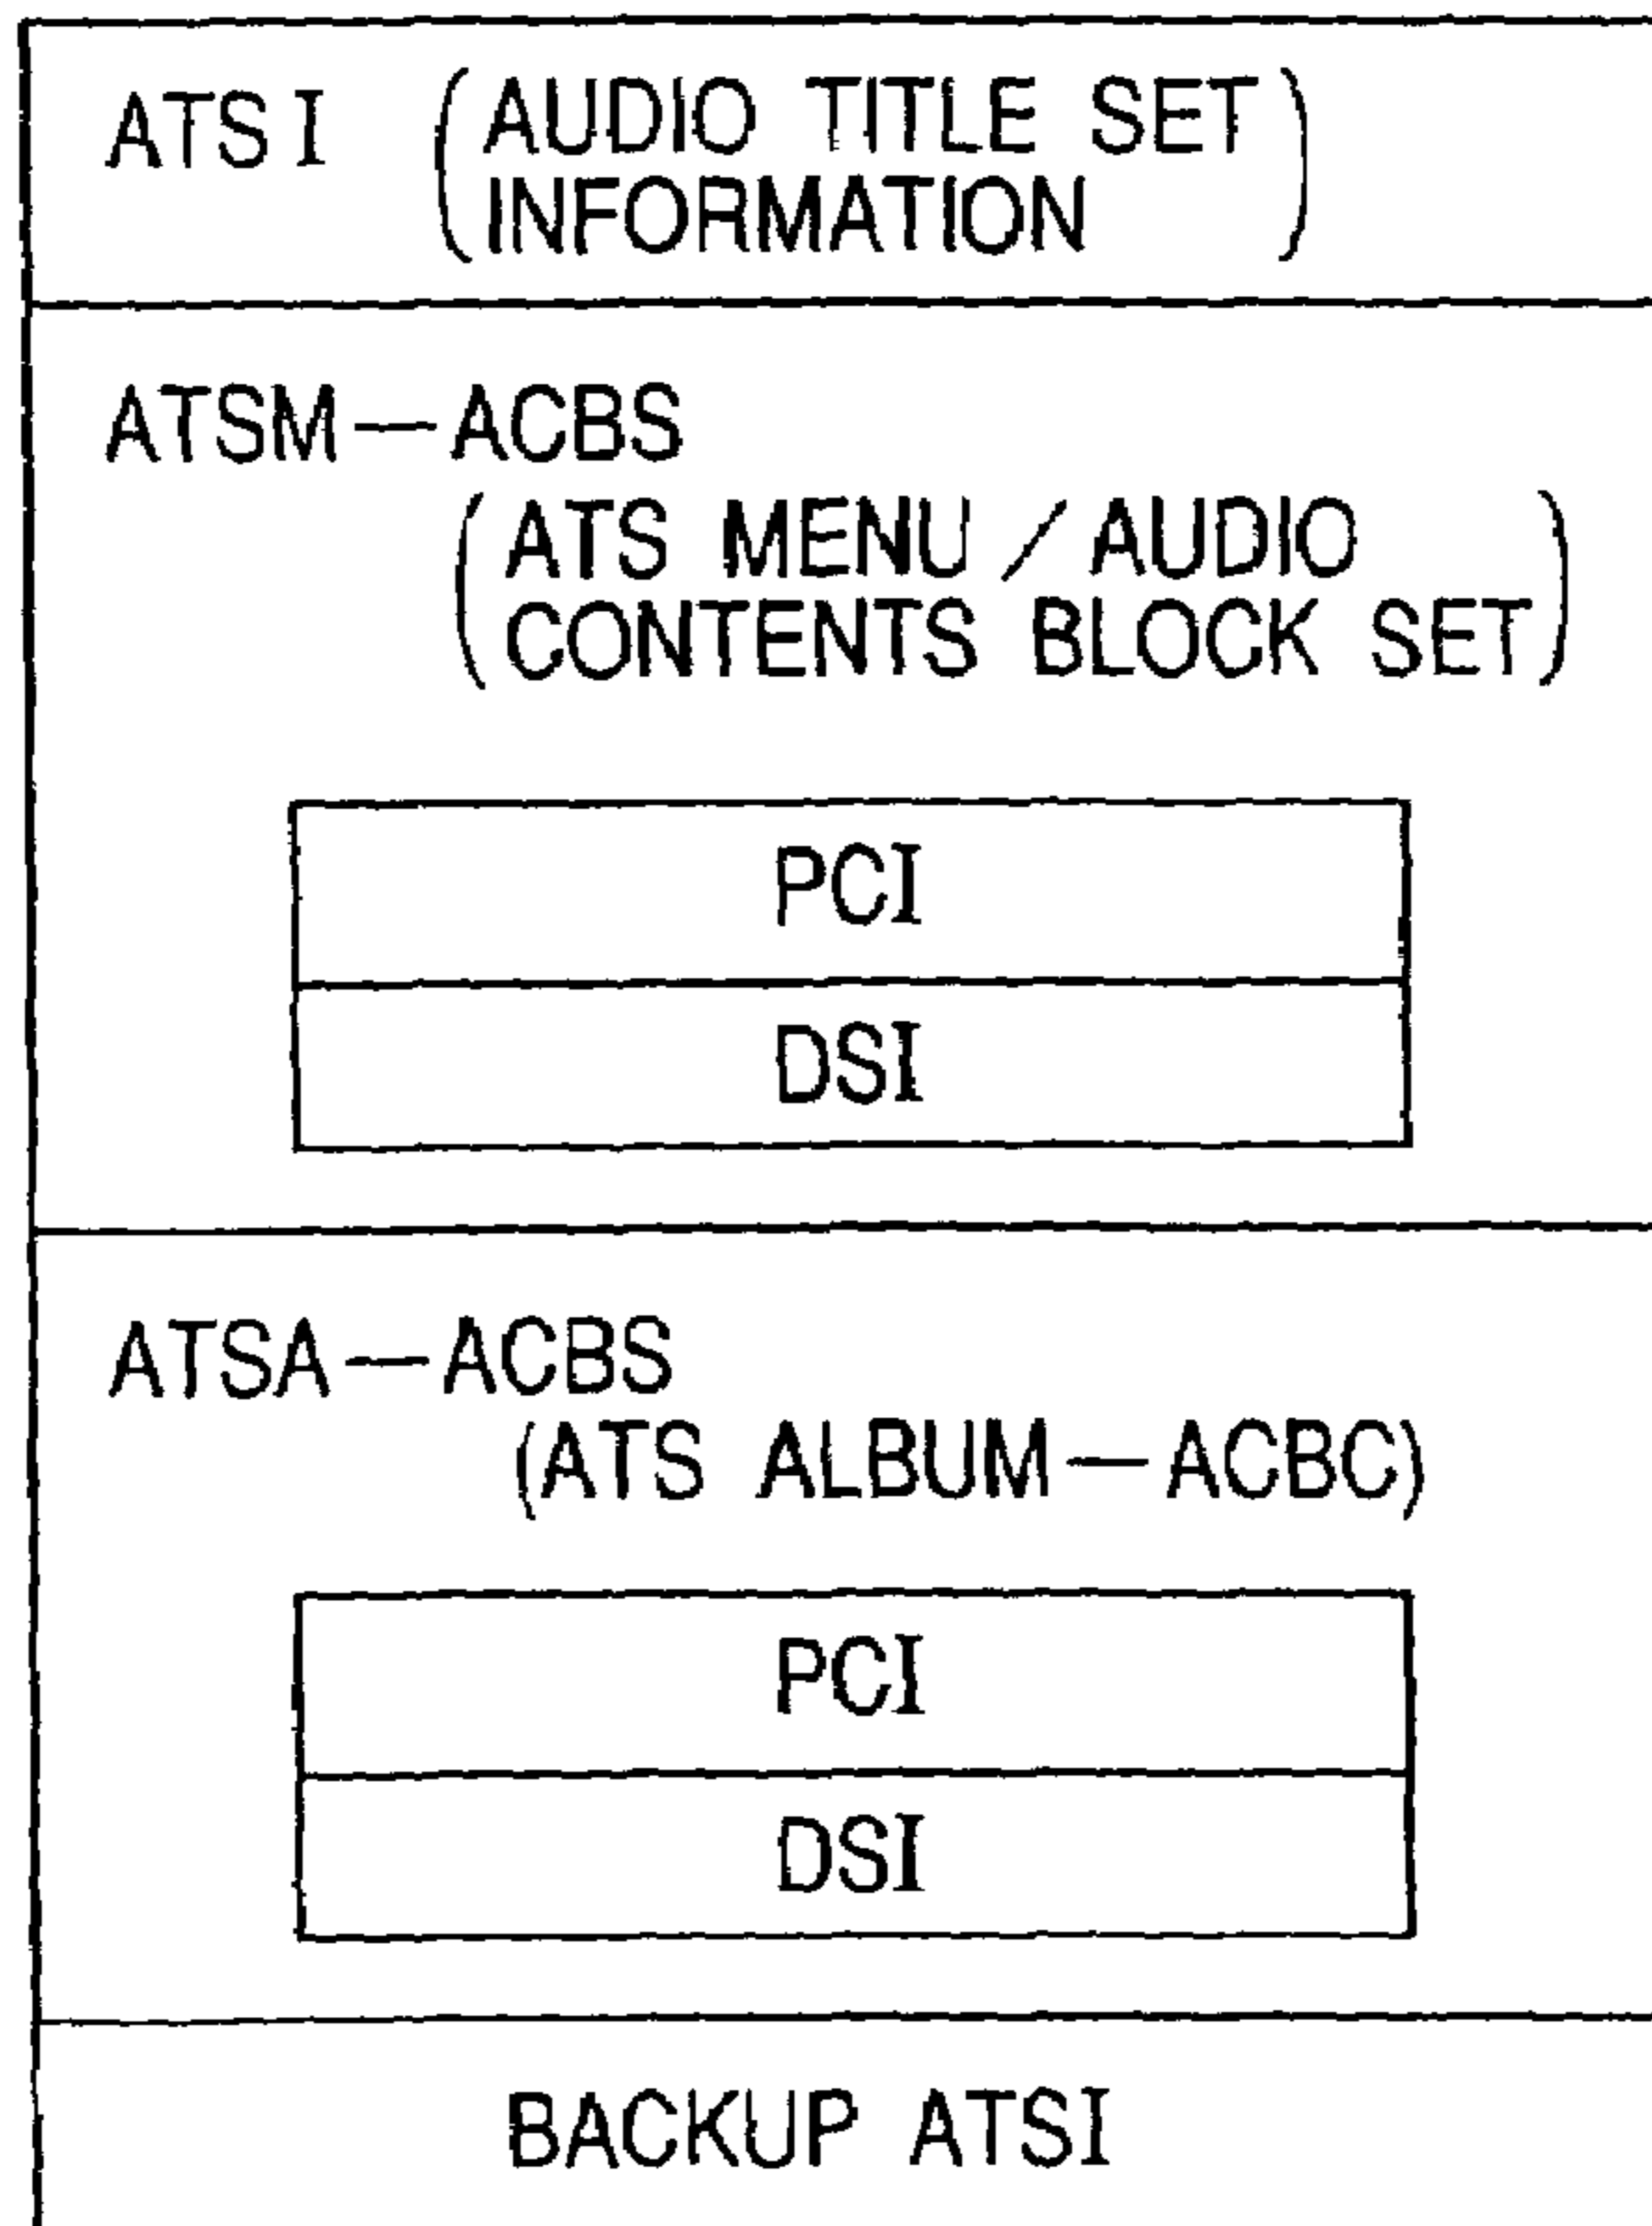 ATSI (AUDIO TITLE SET
INFORMATION)
ATSM—ACBS
(ATS MENU / AUDIO
CONTENTS BLOCK SET)
PCI
DSI
ATSA—ACBS
(ATS ALBUM—ACBC)
PCI
DSI
BACKUP ATSI